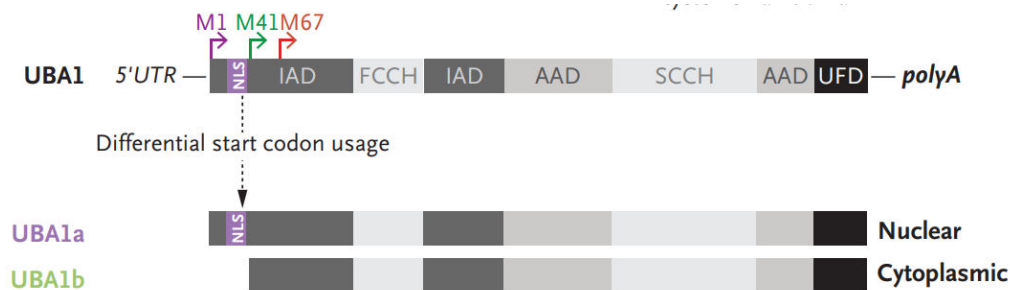 M1 M41 M67
UBA1 5'UTR — NLS IAD FCCH IAD AAD SCCH AAD UFD — polyA
Differential start codon usage
UBA1a NLS Nuclear
UBA1b Cytoplasmic